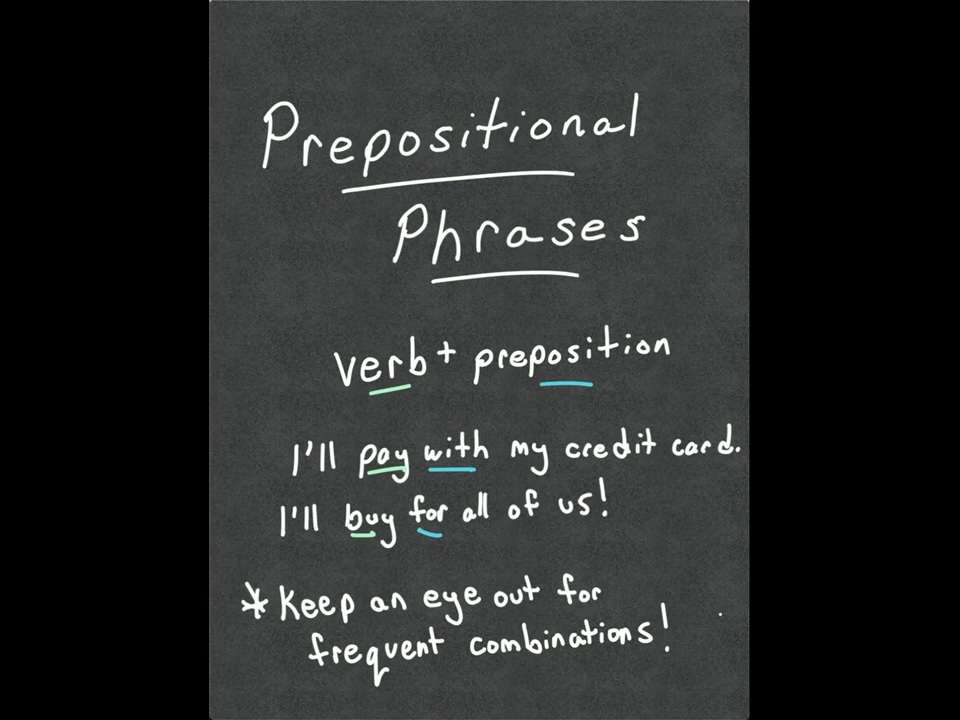 Prepositional
Phrases
verb + preposition
I'll pay with my credit card.
I'll buy for all of us!
* Keep an eye out for
frequent combinations!